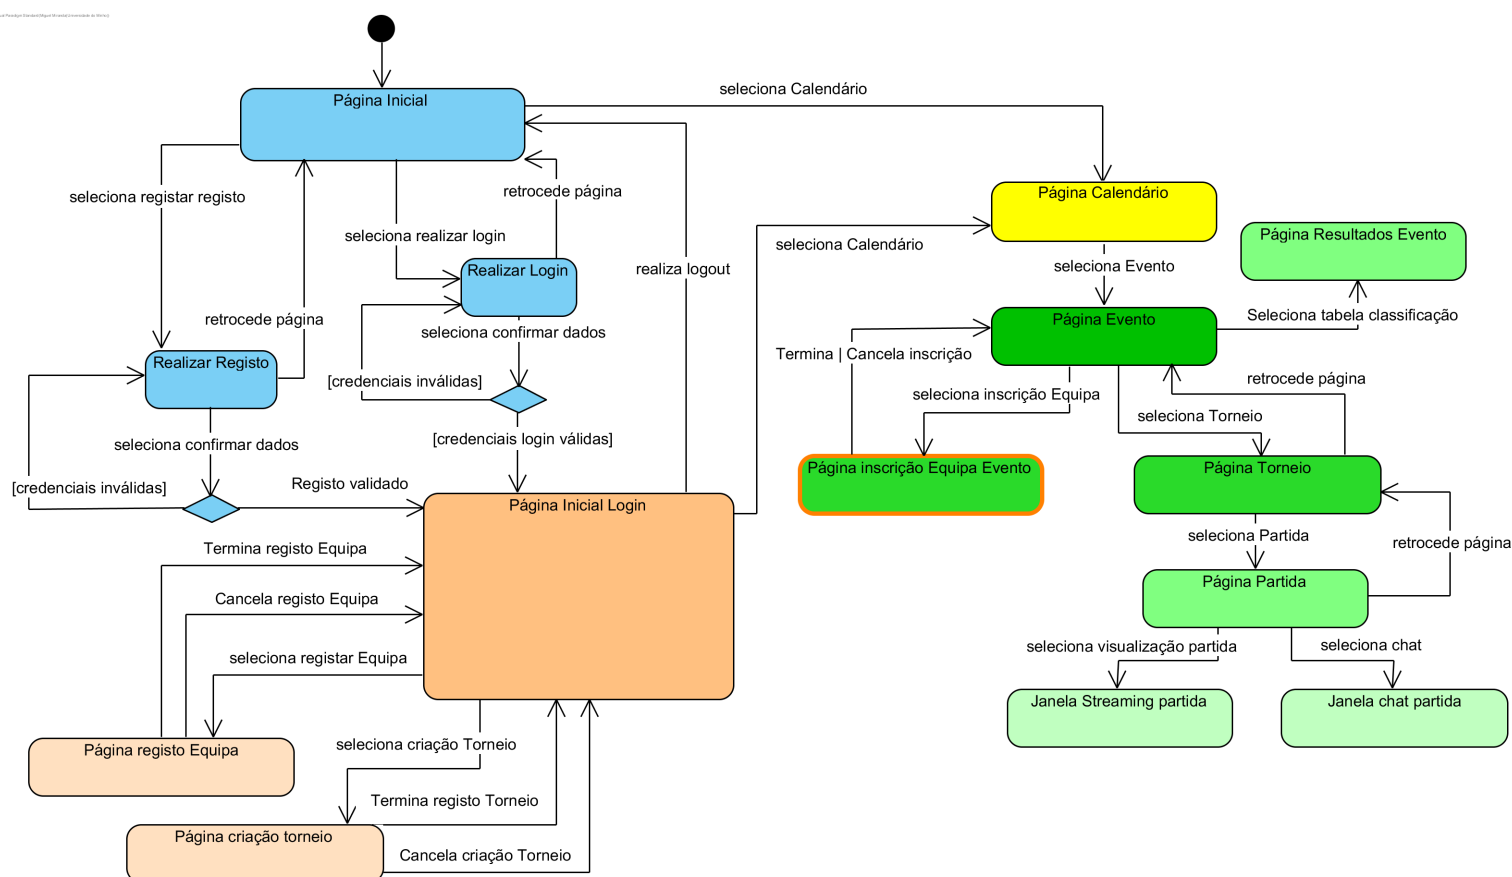 Página Inicial
seleciona Calendário
seleciona registar registo
retrocede página
seleciona realizar login
Realizar Login
realiza logout
Página Calendário
seleciona Calendário
seleciona Evento
Página Resultados Evento
retrocede página
seleciona confirmar dados
Página Evento
Seleciona tabela classificação
Realizar Registo
[credenciais inválidas]
Termina | Cancela inscrição
retrocede página
seleciona inscrição Equipa
seleciona Torneio
seleciona confirmar dados
[credenciais login válidas]
[credenciais inválidas]
Registo validado
Página Inicial Login
Página inscrição Equipa Evento
Página Torneio
seleciona Partida
retrocede página
Termina registo Equipa
Cancela registo Equipa
Página Partida
seleciona registar Equipa
seleciona visualização partida
seleciona chat
Janela Streaming partida
Janela chat partida
Página registo Equipa
seleciona criação Torneio
Termina registo Torneio
Página criação torneio
Cancela criação Torneio